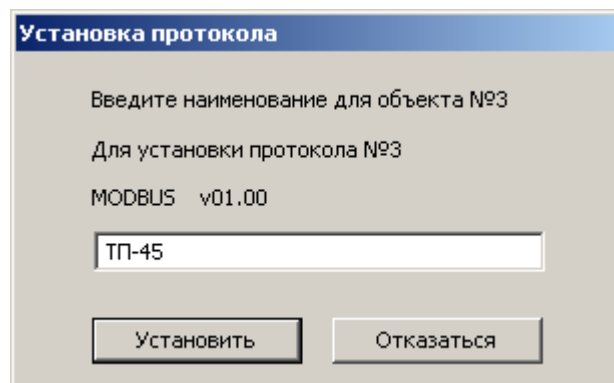 Установка протокола
Введите наименование для объекта №3
Для установки протокола №3
MODBUS v01.00
ТП-45
Установить Отказаться